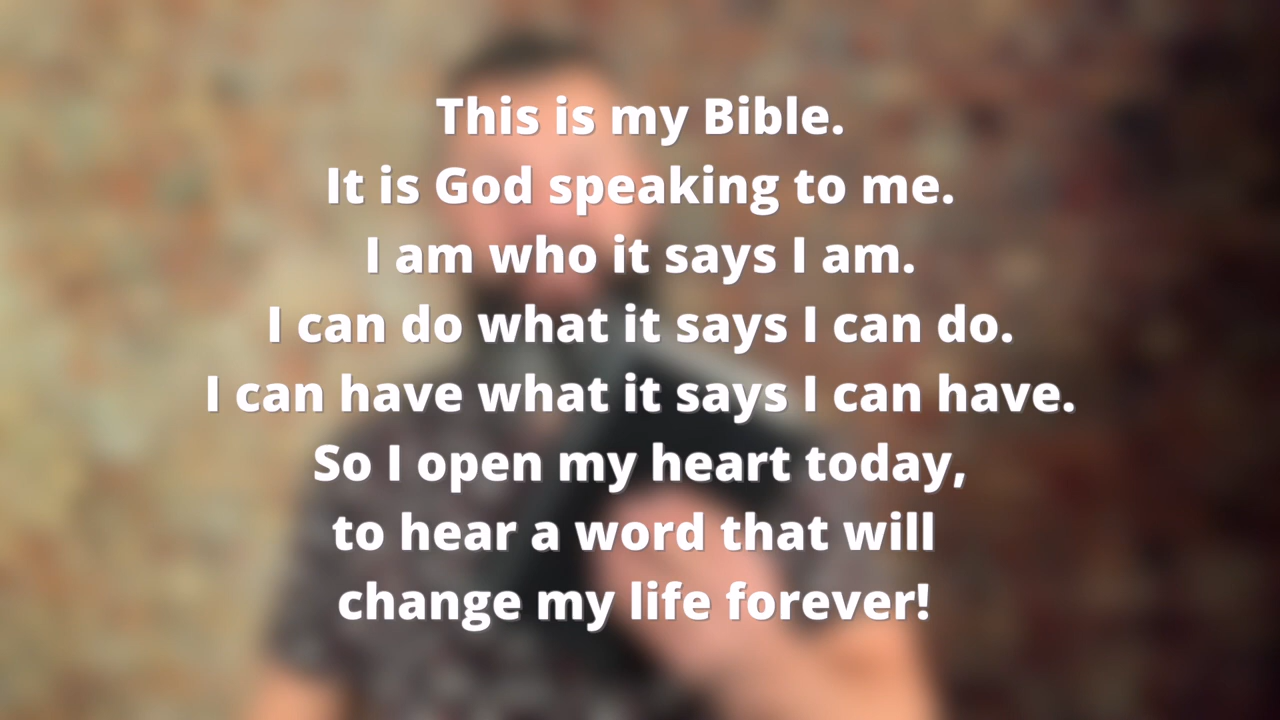 This is my Bible.
It is God speaking to me.
I am who it says I am.
I can do what it says I can do.
I can have what it says I can have.
So I open my heart today,
to hear a word that will
change my life forever!